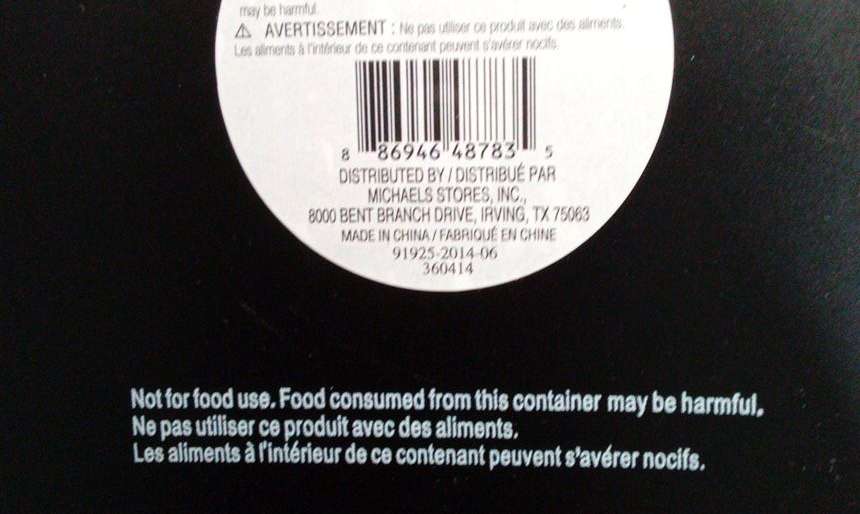 may be harmful.
⚠ AVERTISSEMENT : Ne pas utiliser ce produit avec des aliments.
Les aliments à l'intérieur de ce contenant peuvent s'avérer nocifs.
8 86946 48783 5
DISTRIBUTED BY / DISTRIBUÉ PAR
MICHAELS STORES, INC.,
8000 BENT BRANCH DRIVE, IRVING, TX 75063
MADE IN CHINA / FABRIQUÉ EN CHINE
91925-2014-06
360414
Not for food use. Food consumed from this container may be harmful.
Ne pas utiliser ce produit avec des aliments.
Les aliments à l'intérieur de ce contenant peuvent s'avérer nocifs.